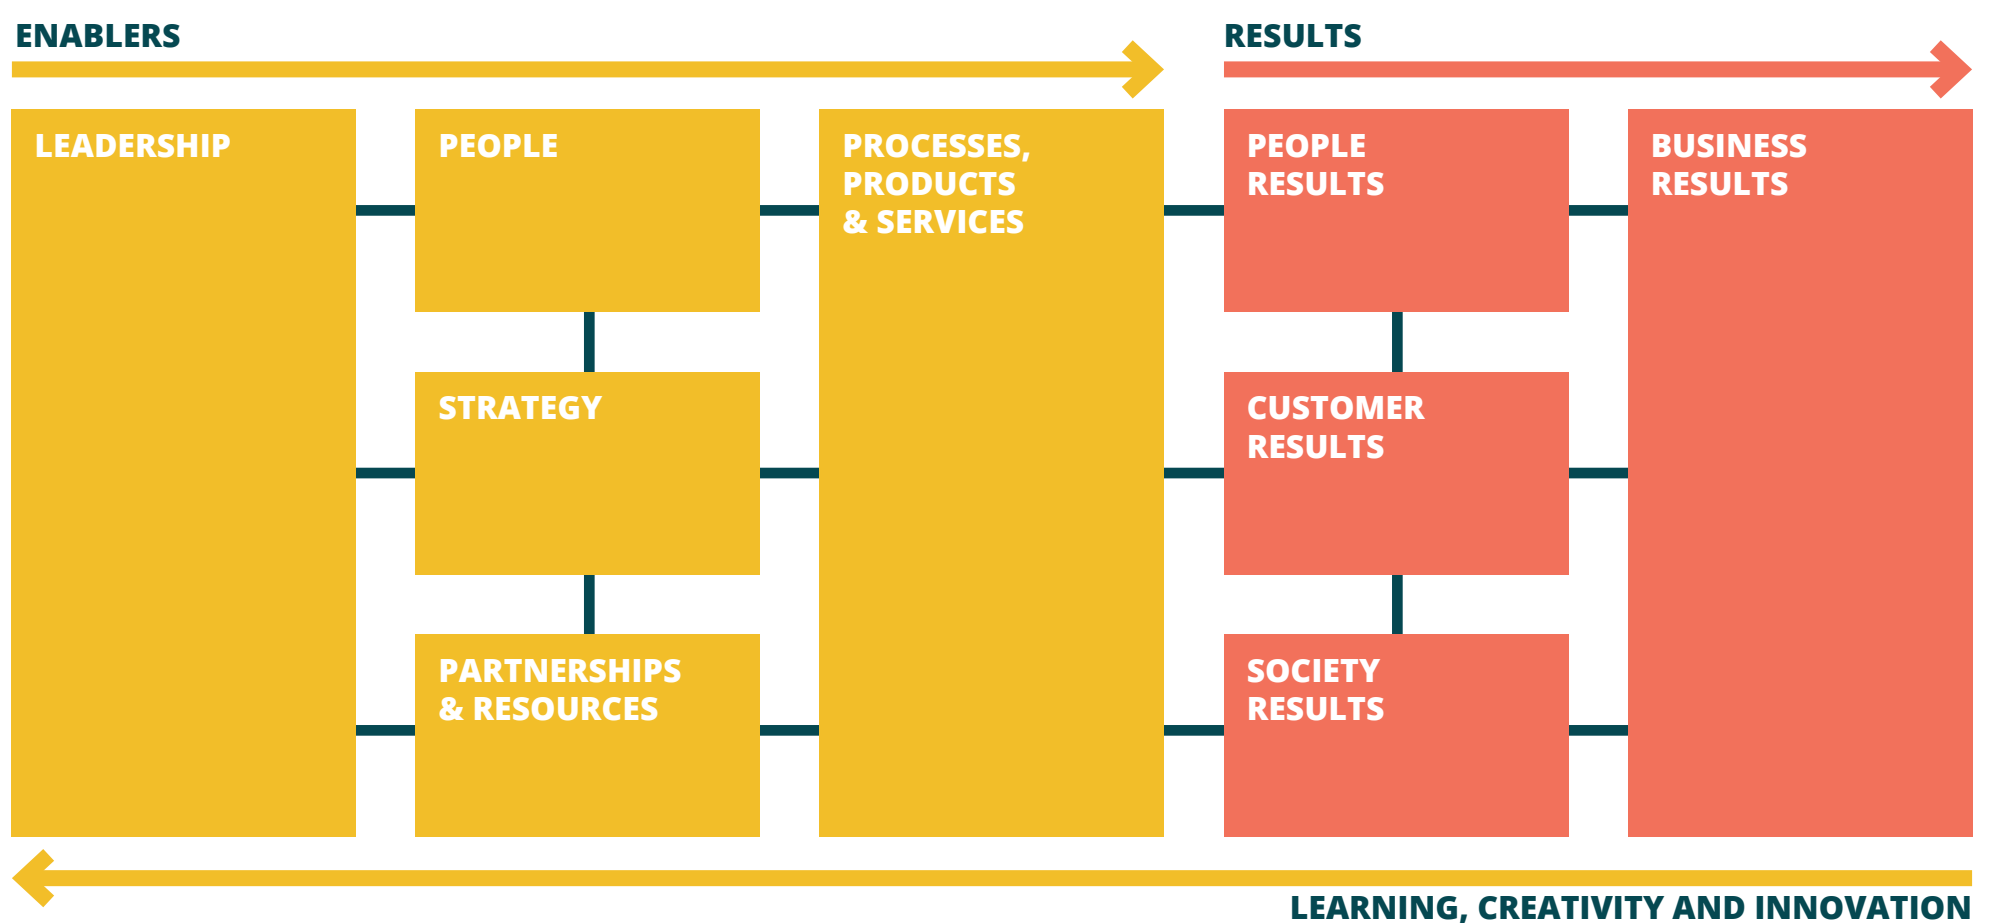 ENABLERS
RESULTS
LEADERSHIP
PEOPLE
PROCESSES,
PRODUCTS
& SERVICES
PEOPLE
RESULTS
BUSINESS
RESULTS
STRATEGY
CUSTOMER
RESULTS
PARTNERSHIPS
& RESOURCES
SOCIETY
RESULTS
LEARNING, CREATIVITY AND INNOVATION